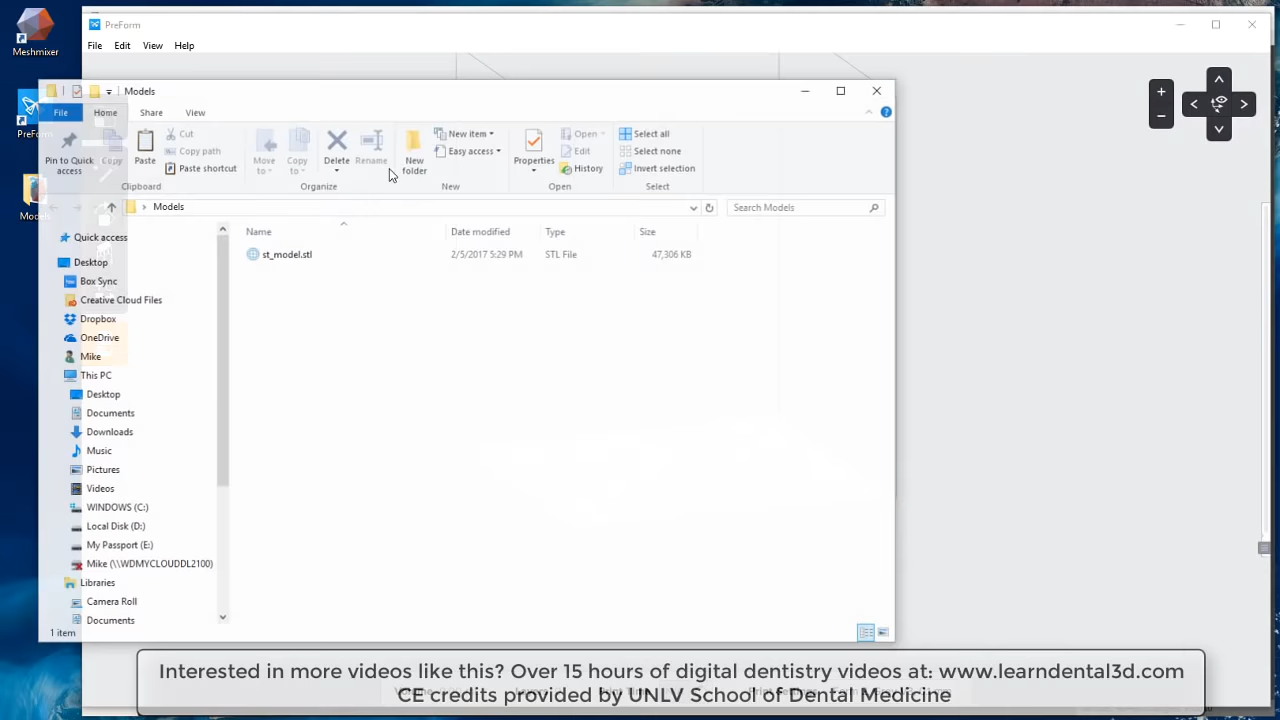 Meshmixer
PreForm
File Edit View Help
Models
File Home Share View
Pin to Quick access
Copy
Paste
Cut
Copy path
Paste shortcut
Clipboard
Move to
Copy to
Delete
Rename
Organize
New folder
New item
Easy access
New
Properties
Open
Edit
History
Open
Select all
Select none
Invert selection
Select
Models
Search Models
Name Date modified Type Size
st_model.stl 2/5/2017 5:29 PM STL File 47,306 KB
Quick access
Desktop
Box Sync
Creative Cloud Files
Dropbox
OneDrive
Mike
This PC
Desktop
Documents
Downloads
Music
Pictures
Videos
WINDOWS (C:)
Local Disk (D:)
My Passport (E:)
Mike (\\WDMYCLOUDDL2100)
Libraries
Camera Roll
Documents
1 item
Interested in more videos like this? Over 15 hours of digital dentistry videos at: www.learndental3d.com
CE credits provided by UNLV School of Dental Medicine